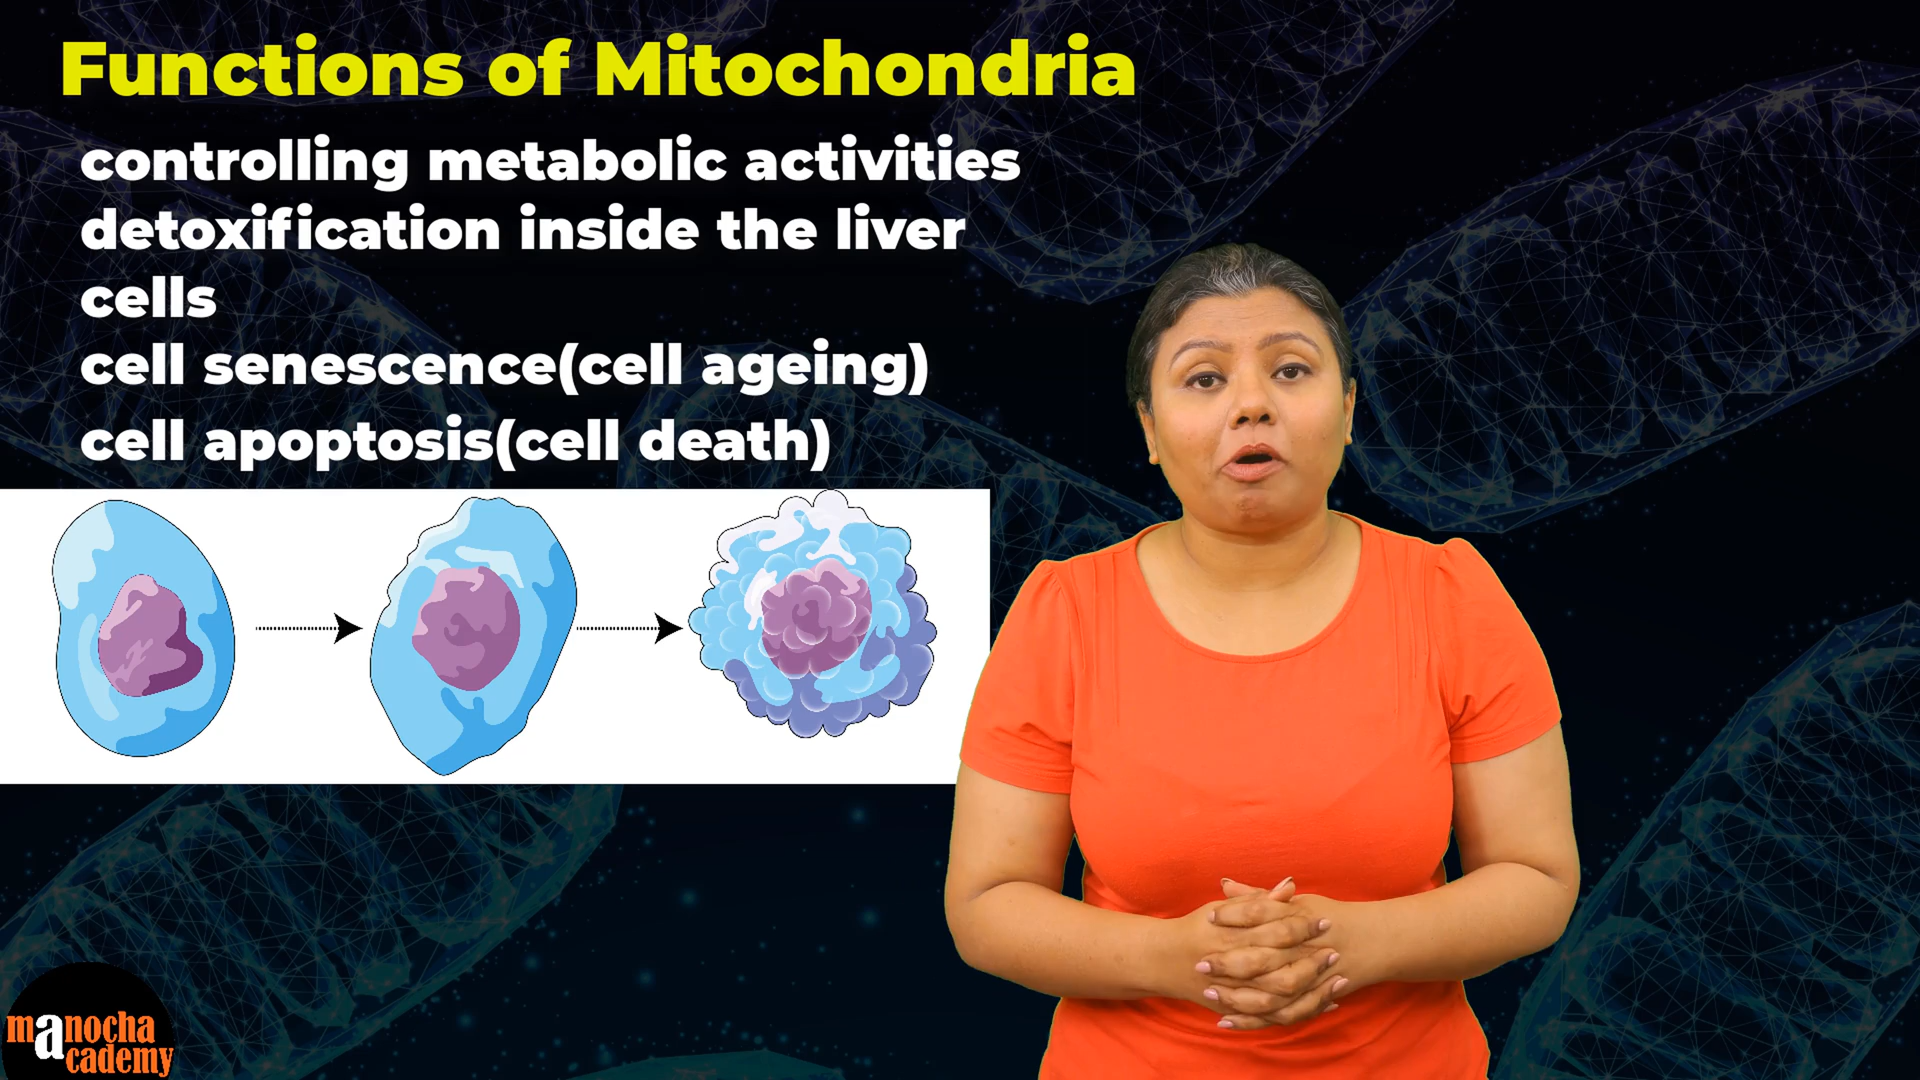 Functions of Mitochondria
controlling metabolic activities
detoxification inside the liver
cells
cell senescence(cell ageing)
cell apoptosis(cell death)
manocha
academy